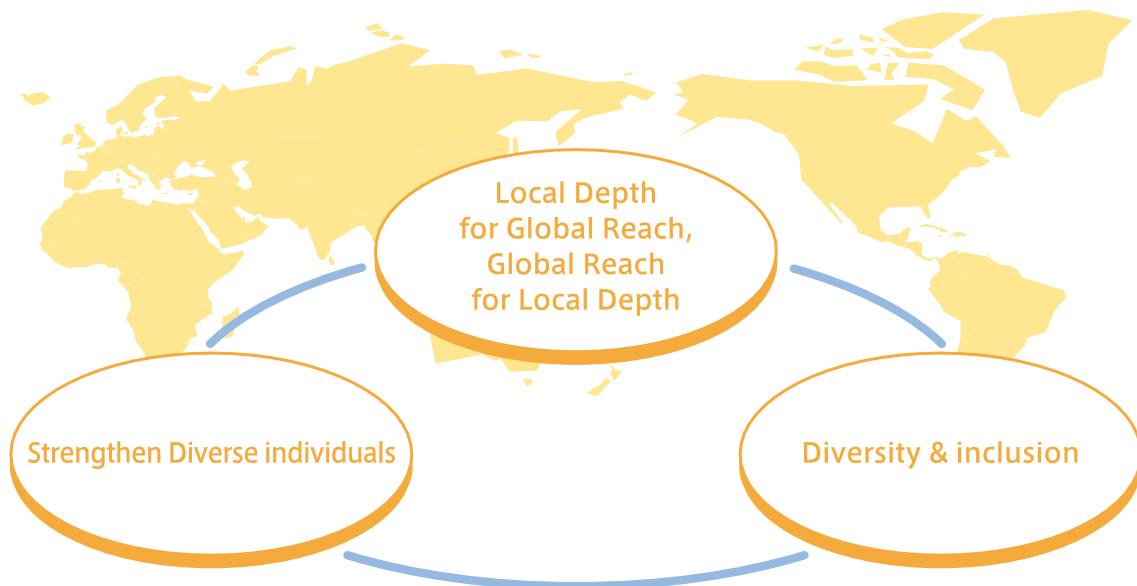 Local Depth
for Global Reach,
Global Reach
for Local Depth
Strengthen Diverse individuals
Diversity & inclusion